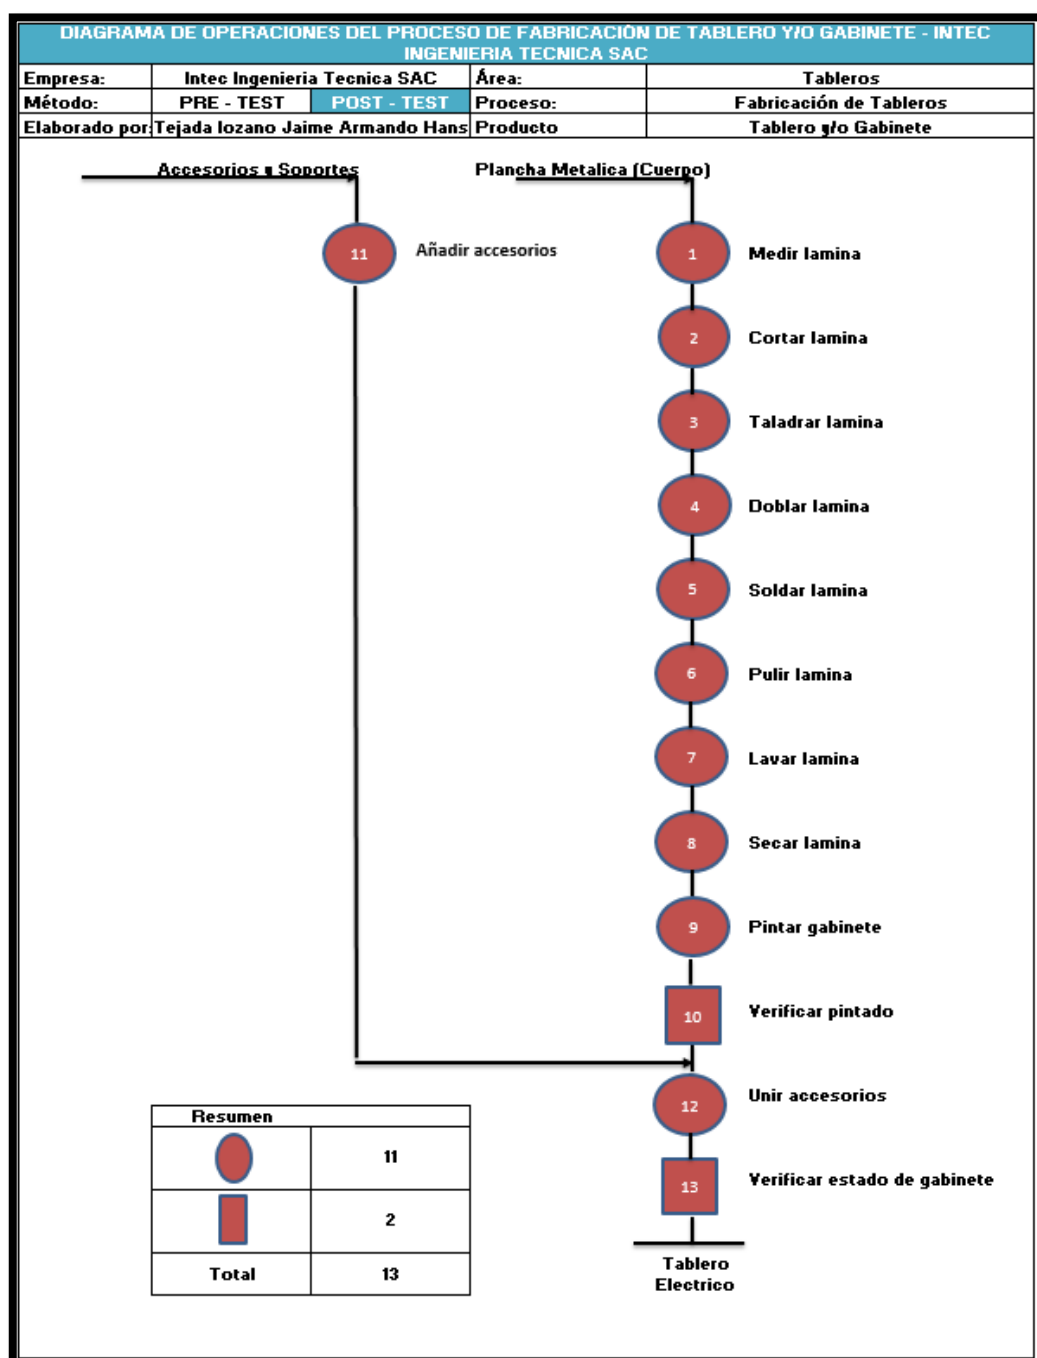 DIAGRAMA DE OPERACIONES DEL PROCESO DE FABRICACIÓN DE TABLERO Y/O GABINETE - INTEC
INGENIERIA TECNICA SAC
Empresa: Intec Ingenieria Tecnica SAC Área: Tableros
Método: PRE - TEST POST - TEST Proceso: Fabricación de Tableros
Elaborado por: Tejada lozano Jaime Armando Hans Producto Tablero y/o Gabinete
Accesorios y Soportes Plancha Metalica (Cuerpo)
11 Añadir accesorios 1 Medir lamina
2 Cortar lamina
3 Taladrar lamina
4 Doblar lamina
5 Soldar lamina
6 Pulir lamina
7 Lavar lamina
8 Secar lamina
9 Pintar gabinete
10 Verificar pintado
12 Unir accesorios
13 Verificar estado de gabinete
Tablero
Electrico
Resumen
11
2
Total 13